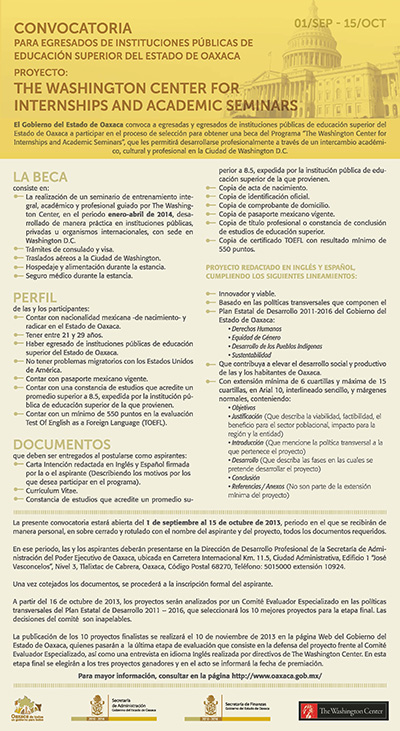 CONVOCATORIA
01/SEP - 15/OCT
PARA EGRESADOS DE INSTITUCIONES PÚBLICAS DE
EDUCACIÓN SUPERIOR DEL ESTADO DE OAXACA
PROYECTO:
THE WASHINGTON CENTER FOR
INTERNSHIPS AND ACADEMIC SEMINARS
El Gobierno del Estado de Oaxaca convoca a egresadas y egresados de instituciones públicas de educación superior del
Estado de Oaxaca a participar en el proceso de selección para obtener una beca del Programa "The Washington Center for
Internships and Academic Seminars", que les permitirá desarrollarse profesionalmente a través de un intercambio académi-
co, cultural y profesional en la Ciudad de Washington D.C.
LA BECA
consiste en:
La realización de un seminario de entrenamiento inte-
gral, académico y profesional guiado por The Washing-
ton Center, en el periodo enero-abril de 2014, desa-
rrollado de manera práctica en instituciones públicas,
privadas u organismos internacionales, con sede en
Washington D.C.
Trámites de consulado y visa.
Traslados aéreos a la Ciudad de Washington.
Hospedaje y alimentación durante la estancia.
Seguro médico durante la estancia.
PERFIL
de las y los participantes:
Contar con nacionalidad mexicana -de nacimiento- y
radicar en el Estado de Oaxaca.
Tener entre 21 y 29 años.
Haber egresado de instituciones públicas de educación
superior del Estado de Oaxaca.
No tener problemas migratorios con los Estados Unidos
de América.
Contar con pasaporte mexicano vigente.
Contar con una constancia de estudios que acredite un
promedio superior a 8.5, expedida por la institución pú-
blica de educación superior de la que provienen.
Contar con un mínimo de 550 puntos en la evaluación
Test Of English as a Foreign Language (TOEFL).
DOCUMENTOS
que deben ser entregados al postularse como aspirantes:
Carta Intención redactada en Inglés y Español firmada
por la o el aspirante (Describiendo los motivos por los
que desea participar en el programa).
Curriculum Vitae.
Constancia de estudios que acredite un promedio su-
perior a 8.5, expedida por la institución pública de edu-
cación superior de la que provienen.
Copia de acta de nacimiento.
Copia de identificación oficial.
Copia de comprobante de domicilio.
Copia de pasaporte mexicano vigente.
Copia de título profesional o constancia de conclusión
de estudios de educación superior.
Copia de certificado TOEFL con resultado mínimo de
550 puntos.
PROYECTO REDACTADO EN INGLÉS Y ESPAÑOL,
CUMPLIENDO LOS SIGUIENTES LINEAMIENTOS:
Innovador y viable.
Basado en las políticas transversales que componen el
Plan Estatal de Desarrollo 2011-2016 del Gobierno del
Estado de Oaxaca:
• Derechos Humanos
• Equidad de Género
• Desarrollo de los Pueblos Indígenas
• Sustentabilidad
Que contribuya a elevar el desarrollo social y productivo
de las y los habitantes de Oaxaca.
Con extensión mínima de 6 cuartillas y máxima de 15
cuartillas, en Arial 10, interlineado sencillo, y márgenes
normales, conteniendo:
• Objetivos
• Justificación (Que describa la viabilidad, factibilidad, el
beneficio para el sector poblacional, impacto para la
región y la entidad)
• Introducción (Que mencione la política transversal a la
que pertenece el proyecto)
• Desarrollo (Que describa las fases en las cuales se
pretende desarrollar el proyecto)
• Conclusión
• Referencias / Anexos (No son parte de la extensión
mínima del proyecto)
La presente convocatoria estará abierta del 1 de septiembre al 15 de octubre de 2013, periodo en el que se recibirán de
manera personal, en sobre cerrado y rotulado con el nombre del aspirante y del proyecto, todos los documentos requeridos.
En ese periodo, las y los aspirantes deberán presentarse en la Dirección de Desarrollo Profesional de la Secretaría de Admi-
nistración del Poder Ejecutivo de Oaxaca, ubicada en Carretera Internacional Km. 11.5, Ciudad Administrativa, Edificio 1 "José
Vasconcelos", Nivel 3, Tlalixtac de Cabrera, Oaxaca, Código Postal 68270, Teléfono: 5015000 extensión 10924.
Una vez cotejados los documentos, se procederá a la inscripción formal del aspirante.
A partir del 16 de octubre de 2013, los proyectos serán analizados por un Comité Evaluador Especializado en las políticas
transversales del Plan Estatal de Desarrollo 2011 – 2016, que seleccionará los 10 mejores proyectos para la etapa final. Las
decisiones del comité son inapelables.
La publicación de los 10 proyectos finalistas se realizará el 10 de noviembre de 2013 en la página Web del Gobierno del
Estado de Oaxaca, quienes pasarán a la última etapa de evaluación que consiste en la defensa del proyecto frente al Comité
Evaluador Especializado, así como una entrevista en idioma Inglés realizada por directivos de The Washington Center. En esta
etapa final se elegirán a los tres proyectos ganadores y en el acto se informará la fecha de premiación.
Para mayor información, consultar en la página http://www.oaxaca.gob.mx/
Oaxaca de todos
un gobierno para todos
Secretaría de
Administración
Gobierno del Estado de Oaxaca
Secretaría de Finanzas
Gobierno del Estado de Oaxaca
The Washington Center